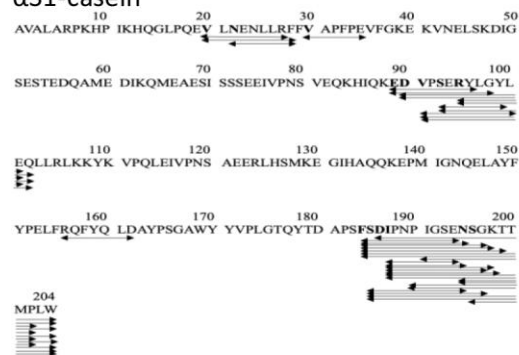 αS1-casein
10 20 30 40 50
AVALARPKHP IKHQGLPQEV LNENLLRFFV APFPEVFGKE KVNELSKDIG
60 70 80 90 100
SESTEDQAME DIKQMEAESI SSSEEIVPNS VEQKHIQKED VPSERYLGYL
110 120 130 140 150
EQLLRLKKYK VPQLEIVPNS AEERLHSMKE GIHAQQKEPM IGNQELAYF
160 170 180 190 200
YPELFRQFYQ LDAYPSGAWY YVPLGTQYTD APSFSDIPNP IGSENSGKTT
204
MPLW